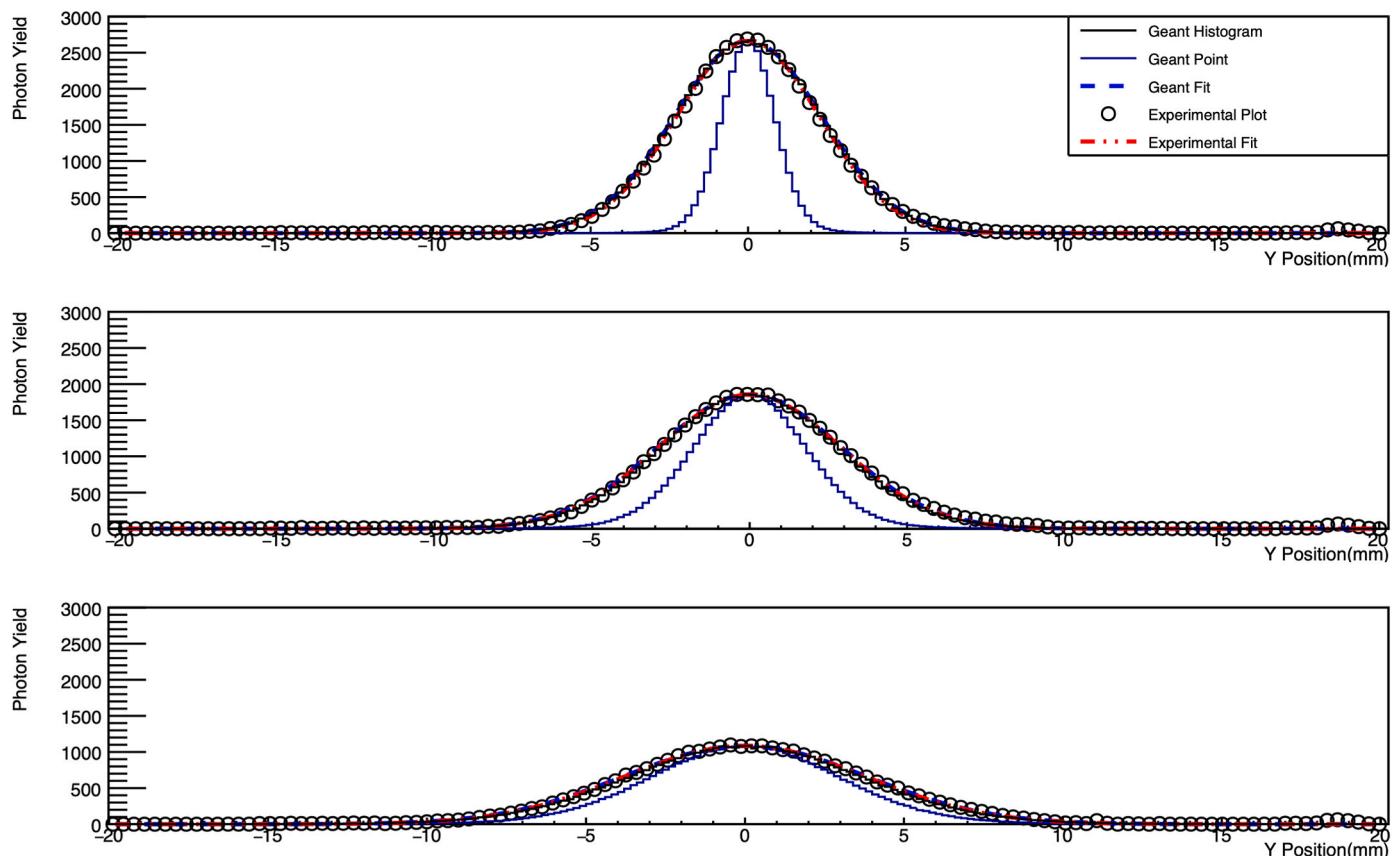 Photon Yield
3000
2500
2000
1500
1000
500
0
−20 −15 −10 −5 0 5 10 15 20
Y Position(mm)
Geant Histogram
Geant Point
Geant Fit
Experimental Plot
Experimental Fit
Photon Yield
3000
2500
2000
1500
1000
500
0
−20 −15 −10 −5 0 5 10 15 20
Y Position(mm)
Photon Yield
3000
2500
2000
1500
1000
500
0
−20 −15 −10 −5 0 5 10 15 20
Y Position(mm)